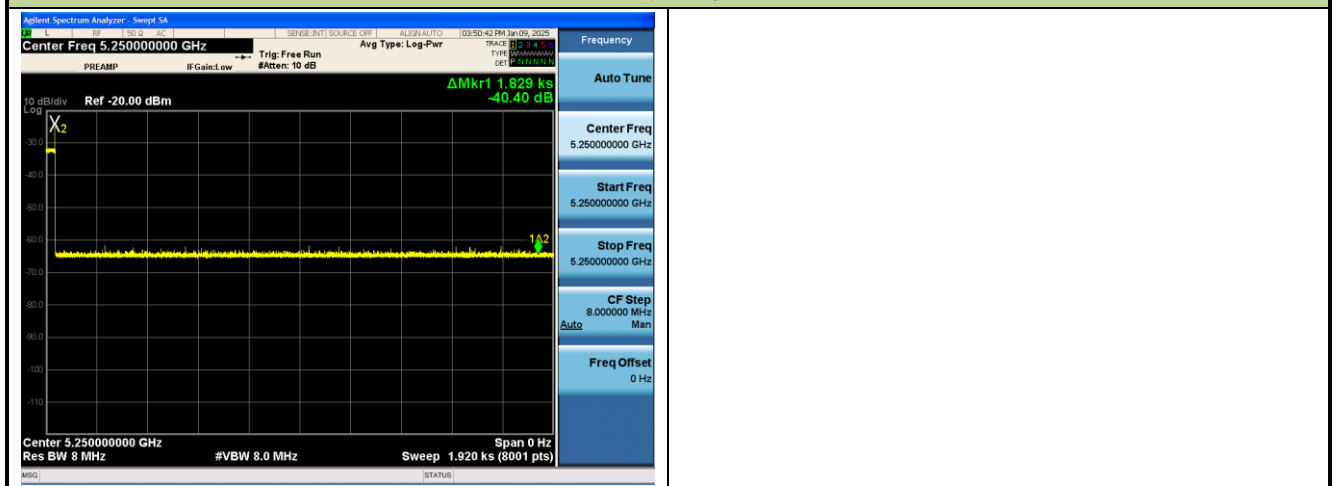 Agilent Spectrum Analyzer - Swept SA
L RF 50 Ω AC SENSE:INT SOURCE OFF ALIGN AUTO 03:50:42 PM Jan 09, 2025
Center Freq 5.250000000 GHz Avg Type: Log-Pwr TRACE 1 2 3 4 5 6
Trig: Free Run TYPE
PREAMP IFGain:Low #Atten: 10 dB DET P N N N N N
ΔMkr1 1.829 ks
-40.40 dB
10 dB/div Ref -20.00 dBm
Log
X2
-30.0
-40.0
-50.0
-60.0
1Δ2
-70.0
-80.0
-90.0
-100
-110
Center 5.250000000 GHz Span 0 Hz
Res BW 8 MHz #VBW 8.0 MHz Sweep 1.920 ks (8001 pts)
MSG STATUS
Frequency
Auto Tune
Center Freq
5.250000000 GHz
Start Freq
5.250000000 GHz
Stop Freq
5.250000000 GHz
CF Step
8.000000 MHz
Auto Man
Freq Offset
0 Hz